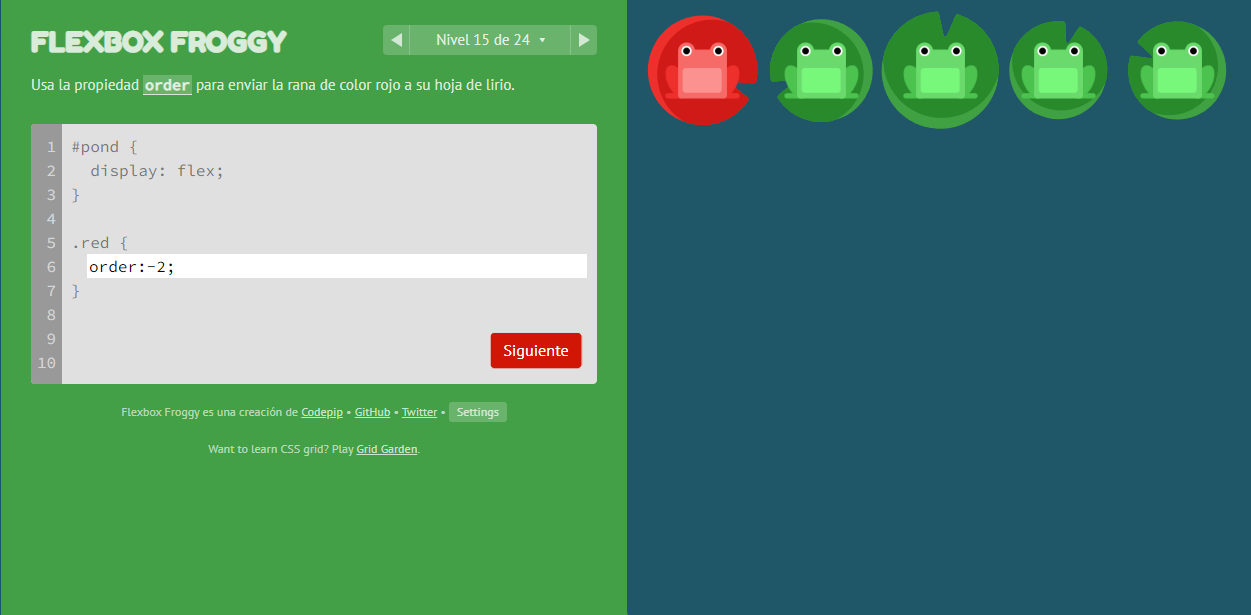 FLEXBOX FROGGY
◀ Nivel 15 de 24 ▾ ▶
Usa la propiedad order para enviar la rana de color rojo a su hoja de lirio.
1 #pond {
2   display: flex;
3 }
4
5 .red {
6   order:-2;
7 }
8
9
10
Siguiente
Flexbox Froggy es una creación de Codepip • GitHub • Twitter • Settings
Want to learn CSS grid? Play Grid Garden.